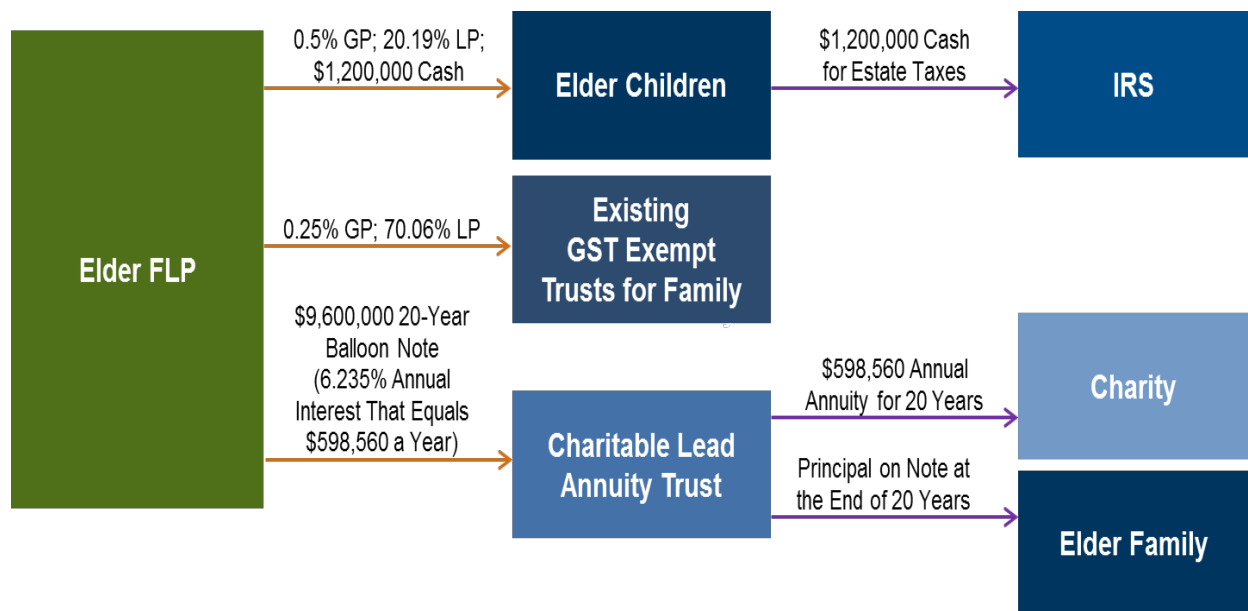 0.5% GP; 20.19% LP;
$1,200,000 Cash
Elder Children
$1,200,000 Cash
for Estate Taxes
IRS
Elder FLP
0.25% GP; 70.06% LP
Existing
GST Exempt
Trusts for Family
$9,600,000 20-Year
Balloon Note
(6.235% Annual
Interest That Equals
$598,560 a Year)
Charitable Lead
Annuity Trust
$598,560 Annual
Annuity for 20 Years
Charity
Principal on Note at
the End of 20 Years
Elder Family